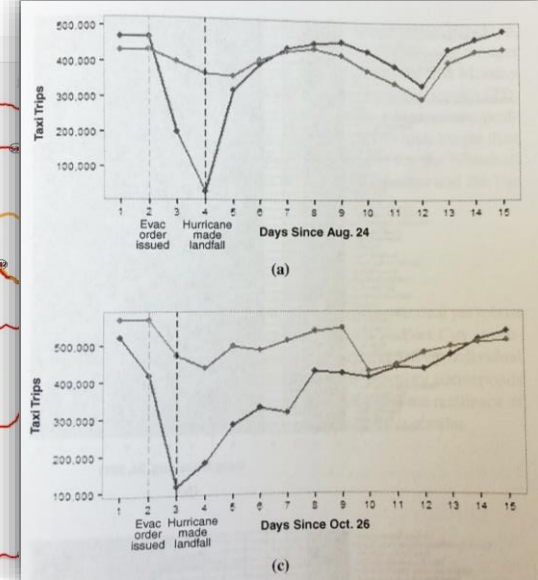 500,000
400,000
300,000
200,000
100,000
Taxi Trips
1 2 3 4 5 6 7 8 9 10 11 12 13 14 15
Evac order issued
Hurricane made landfall
Days Since Aug. 24
(a)
500,000
400,000
300,000
200,000
100,000
Taxi Trips
1 2 3 4 5 6 7 8 9 10 11 12 13 14 15
Evac order issued
Hurricane made landfall
Days Since Oct. 26
(c)